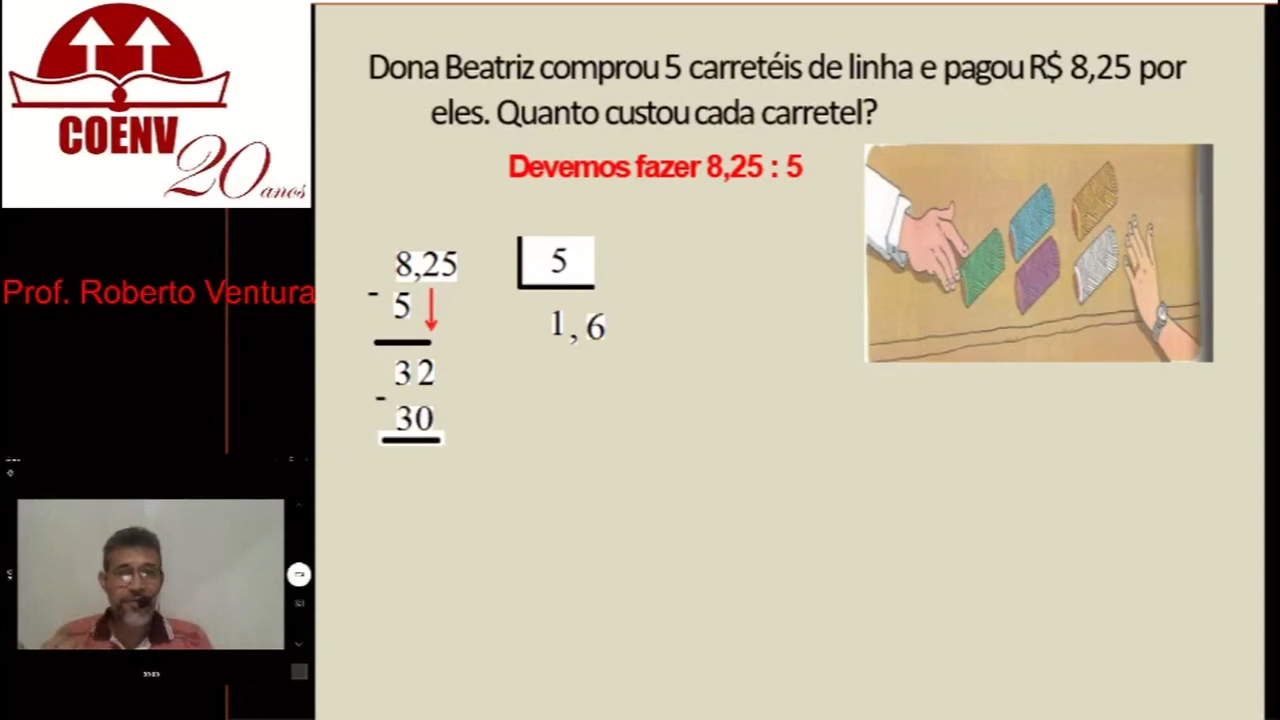 COENV
20 anos
Prof. Roberto Ventura
Dona Beatriz comprou 5 carretéis de linha e pagou R$ 8,25 por
eles. Quanto custou cada carretel?
Devemos fazer 8,25 : 5
8,25 5
- 5 1,6
32
-
30